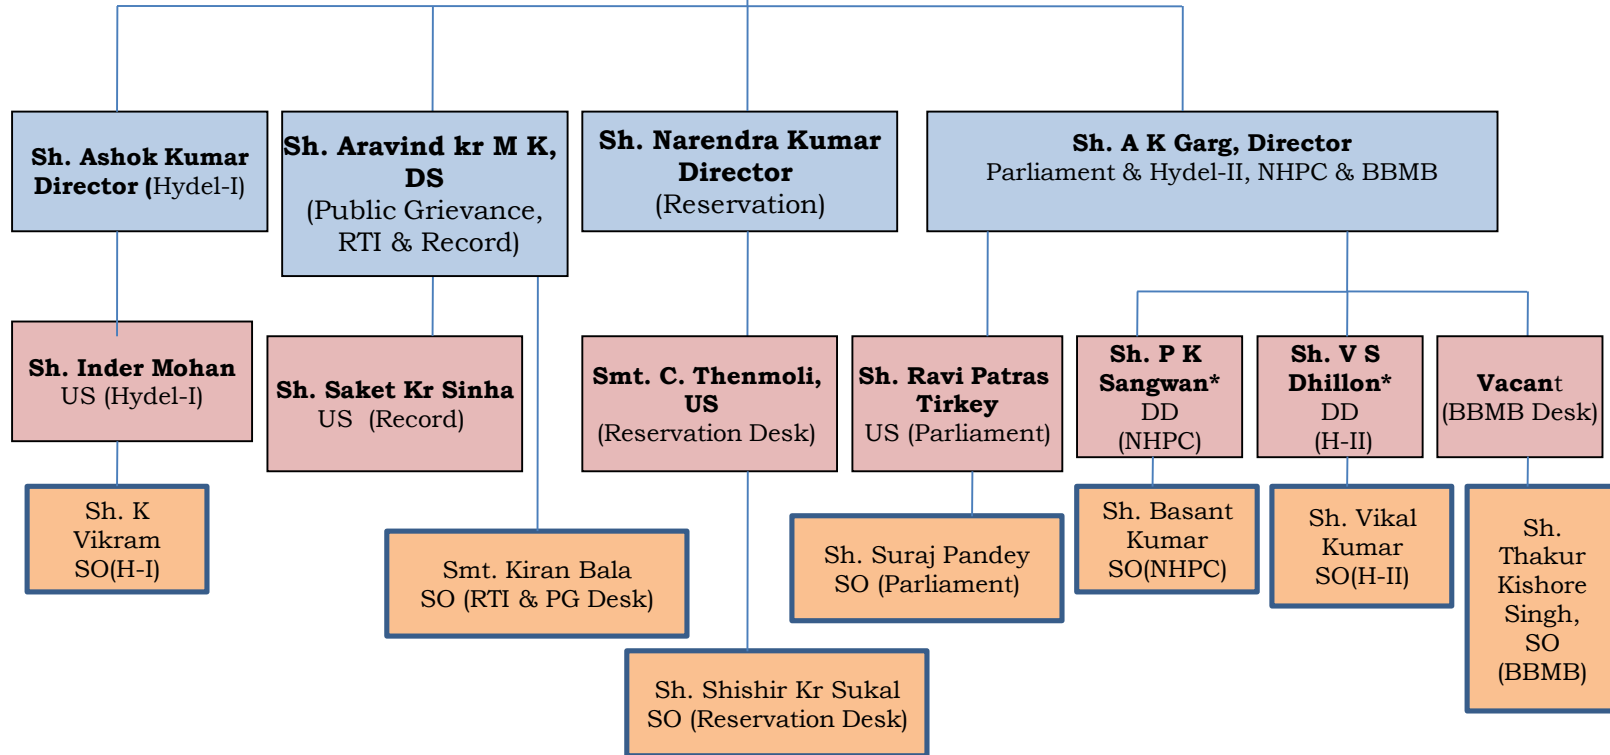 Sh. Ashok Kumar
Director (Hydel-I)
Sh. Aravind kr M K,
DS
(Public Grievance,
RTI & Record)
Sh. Narendra Kumar
Director
(Reservation)
Sh. A K Garg, Director
Parliament & Hydel-II, NHPC & BBMB
Sh. Inder Mohan
US (Hydel-I)
Sh. Saket Kr Sinha
US (Record)
Smt. C. Thenmoli,
US
(Reservation Desk)
Sh. Ravi Patras
Tirkey
US (Parliament)
Sh. P K
Sangwan*
DD
(NHPC)
Sh. V S
Dhillon*
DD
(H-II)
Vacant
(BBMB Desk)
Sh. K
Vikram
SO(H-I)
Smt. Kiran Bala
SO (RTI & PG Desk)
Sh. Shishir Kr Sukal
SO (Reservation Desk)
Sh. Suraj Pandey
SO (Parliament)
Sh. Basant
Kumar
SO(NHPC)
Sh. Vikal
Kumar
SO(H-II)
Sh.
Thakur
Kishore
Singh,
SO
(BBMB)